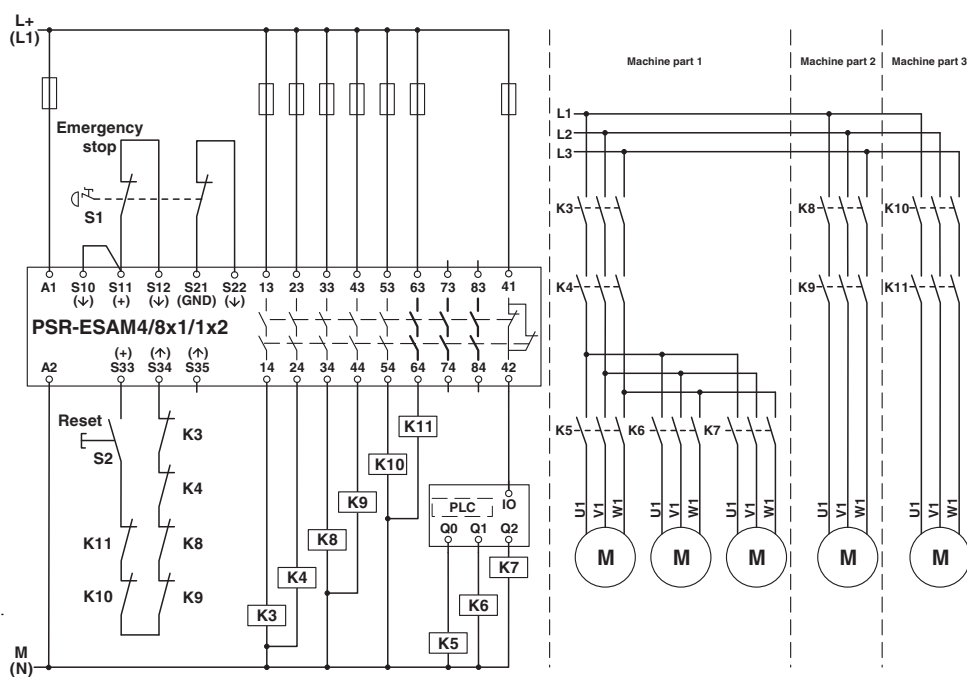 L+
(L1)
Machine part 1
Machine part 2
Machine part 3
Emergency
stop
S1
L1
L2
L3
K3
K8
K10
A1 S10 S11 S12 S21 S22 13 23 33 43 53 63 73 83 41
(↓) (+) (↓) (GND) (↓)
K4
K9
K11
PSR-ESAM4/8x1/1x2
(+) (↑) (↑)
A2 S33 S34 S35 14 24 34 44 54 64 74 84 42
Reset
S2
K3
K11
K5
K6
K7
K10
K4
K9
PLC
IO
U1 V1 W1
U1 V1 W1
U1 V1 W1
U1 V1 W1
U1 V1 W1
Q0 Q1 Q2
K11
K8
K8
K7
M
M
M
M
M
K4
K10
K9
K6
K3
K5
M
(N)